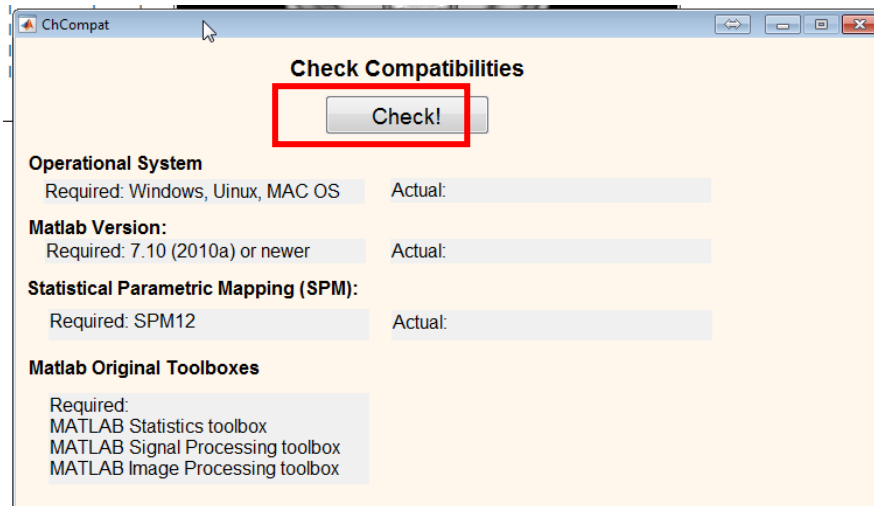 ChCompat
Check Compatibilities
Check!
Operational System
Required: Windows, Uinux, MAC OS
Actual:
Matlab Version:
Required: 7.10 (2010a) or newer
Actual:
Statistical Parametric Mapping (SPM):
Required: SPM12
Actual:
Matlab Original Toolboxes
Required:
MATLAB Statistics toolbox
MATLAB Signal Processing toolbox
MATLAB Image Processing toolbox